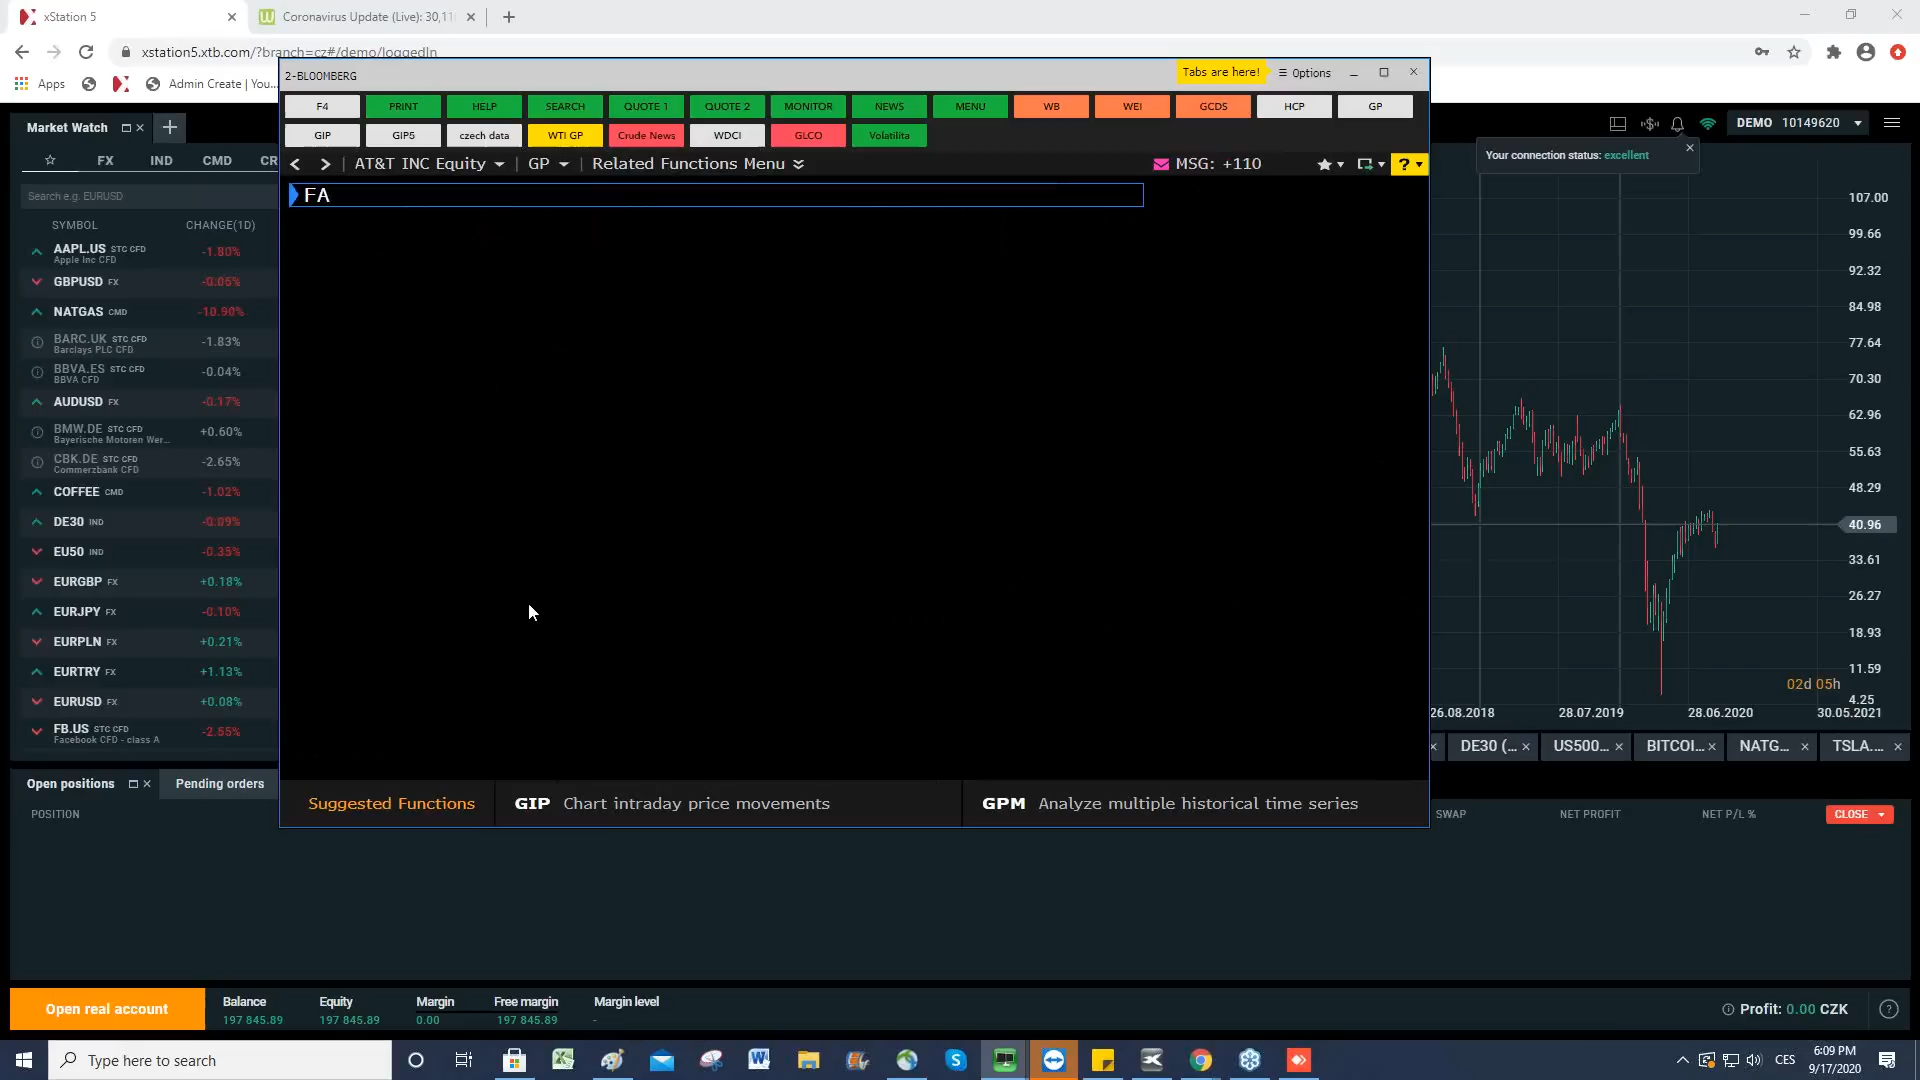 xStation 5
Coronavirus Update (Live): 30,11
xstation5.xtb.com/?branch=cz#/demo/loggedIn
Apps
Admin Create | You...
2-BLOOMBERG
Tabs are here!
Options
F4 PRINT HELP SEARCH QUOTE 1 QUOTE 2 MONITOR NEWS MENU WB WEI GCDS HCP GP
GIP GIP5 czech data WTI GP Crude News WDCI GLCO Volatilita
AT&T INC Equity GP Related Functions Menu MSG: +110 ?
FA
Suggested Functions GIP Chart intraday price movements GPM Analyze multiple historical time series
Market Watch
FX IND CMD CR
Search e.g. EURUSD
SYMBOL CHANGE(1D)
AAPL.US STC CFD -1.80%
Apple Inc CFD
GBPUSD FX -0.05%
NATGAS CMD -10.90%
BARC.UK STC CFD -1.83%
Barclays PLC CFD
BBVA.ES STC CFD -0.04%
BBVA CFD
AUDUSD FX -0.17%
BMW.DE STC CFD +0.60%
Bayerische Motoren Wer...
CBK.DE STC CFD -2.65%
Commerzbank CFD
COFFEE CMD -1.02%
DE30 IND -0.09%
EU50 IND -0.35%
EURGBP FX +0.18%
EURJPY FX -0.10%
EURPLN FX +0.21%
EURTRY FX +1.13%
EURUSD FX +0.08%
FB.US STC CFD -2.55%
Facebook CFD - class A
DEMO 10149620
Your connection status: excellent
107.00
99.66
92.32
84.98
77.64
70.30
62.96
55.63
48.29
40.96
33.61
26.27
18.93
11.59
02d 05h
4.25
26.08.2018 28.07.2019 28.06.2020 30.05.2021
DE30 (... US500... BITCOI... NATG... TSLA....
Open positions Pending orders
POSITION SWAP NET PROFIT NET P/L % CLOSE
Open real account
Balance Equity Margin Free margin Margin level
197 845.89 197 845.89 0.00 197 845.89 -
Profit: 0.00 CZK
Type here to search
CES
6:09 PM
9/17/2020